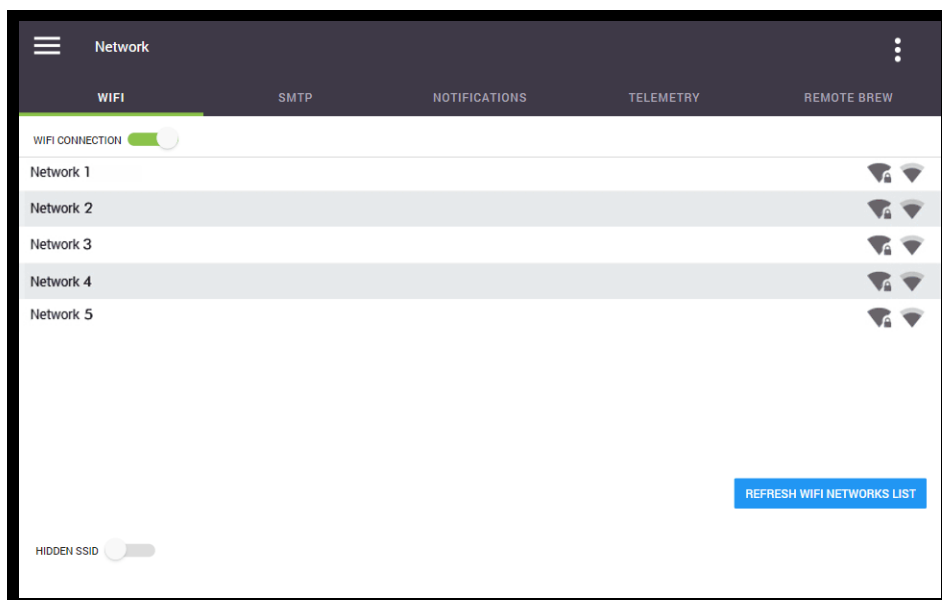 Network
WIFI SMTP NOTIFICATIONS TELEMETRY REMOTE BREW
WIFI CONNECTION
Network 1
Network 2
Network 3
Network 4
Network 5
REFRESH WIFI NETWORKS LIST
HIDDEN SSID